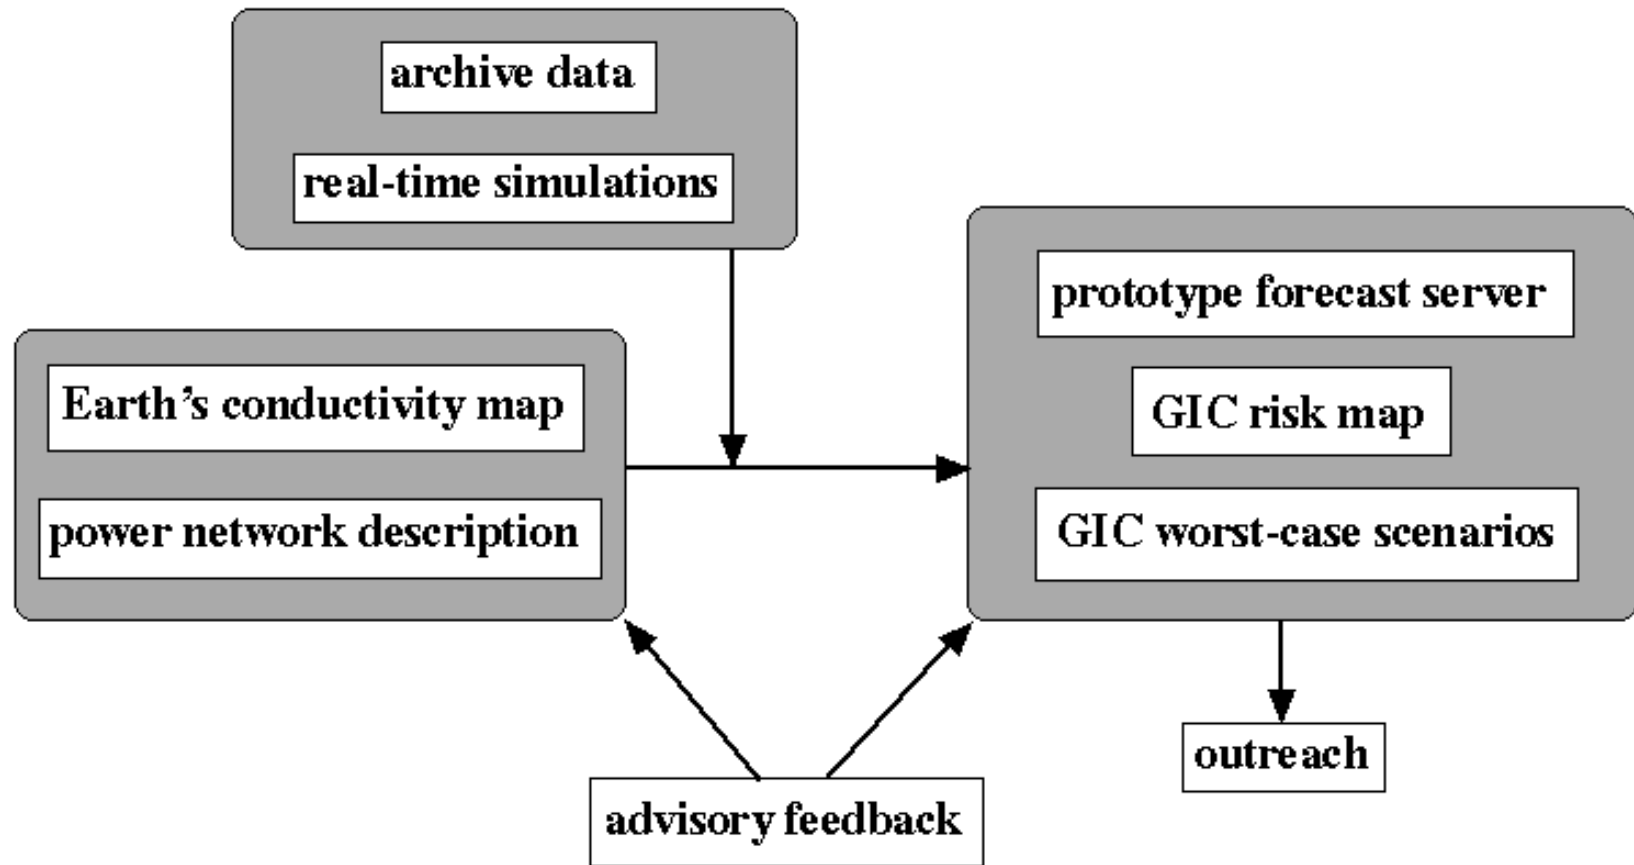 archive data
real-time simulations
prototype forecast server
Earth's conductivity map
GIC risk map
power network description
GIC worst-case scenarios
outreach
advisory feedback